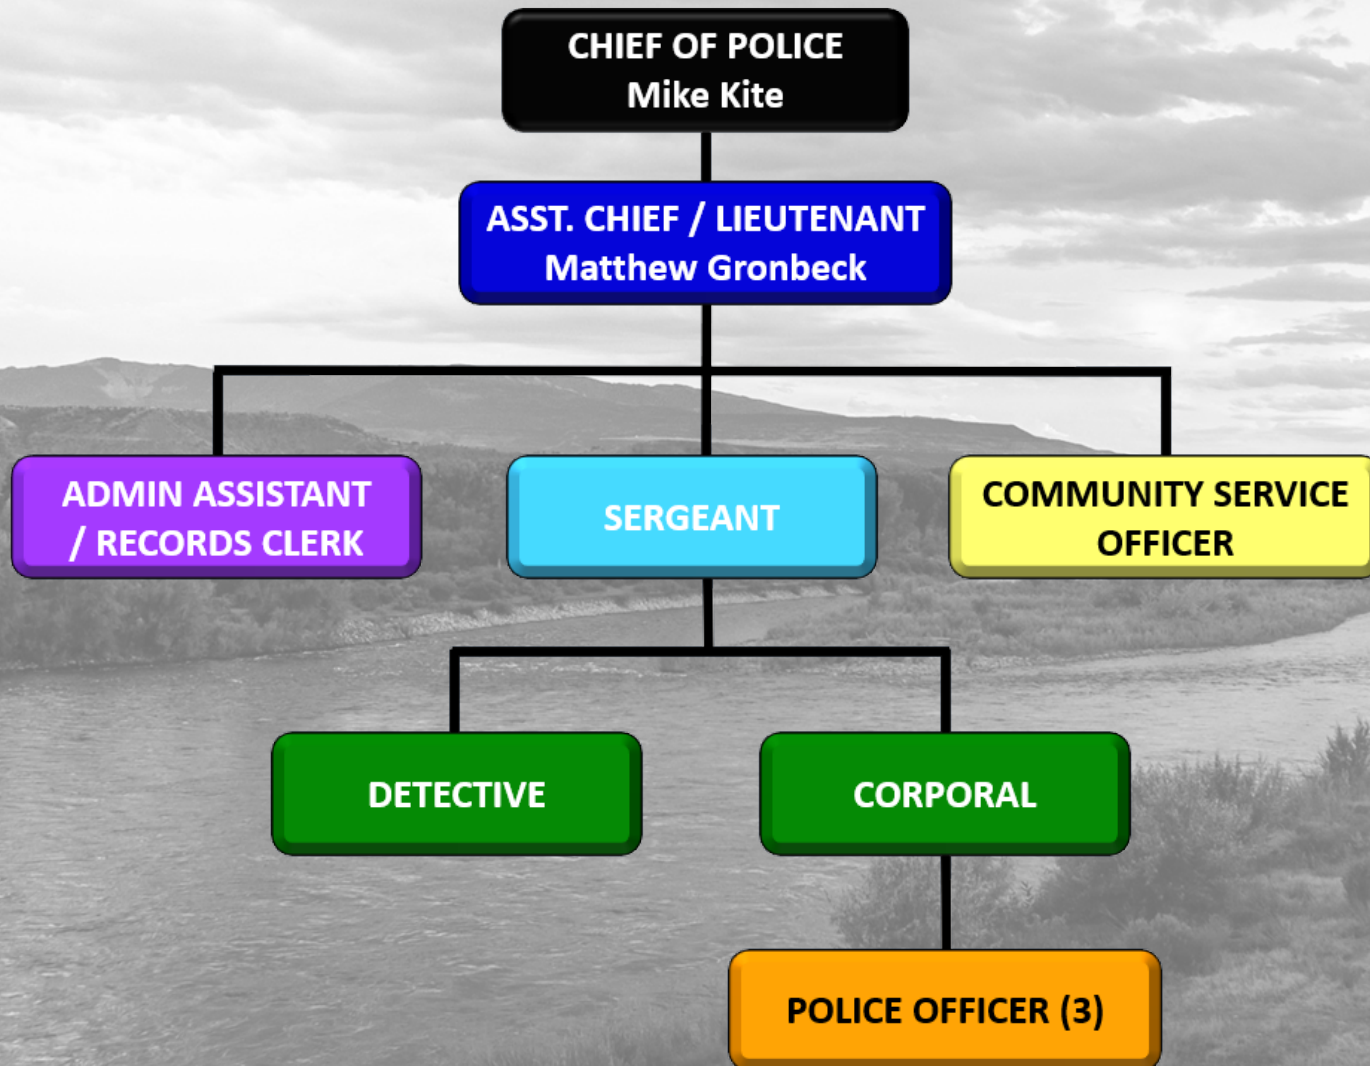 CHIEF OF POLICE
Mike Kite
ASST. CHIEF / LIEUTENANT
Matthew Gronbeck
ADMIN ASSISTANT
/ RECORDS CLERK
SERGEANT
COMMUNITY SERVICE
OFFICER
DETECTIVE
CORPORAL
POLICE OFFICER (3)